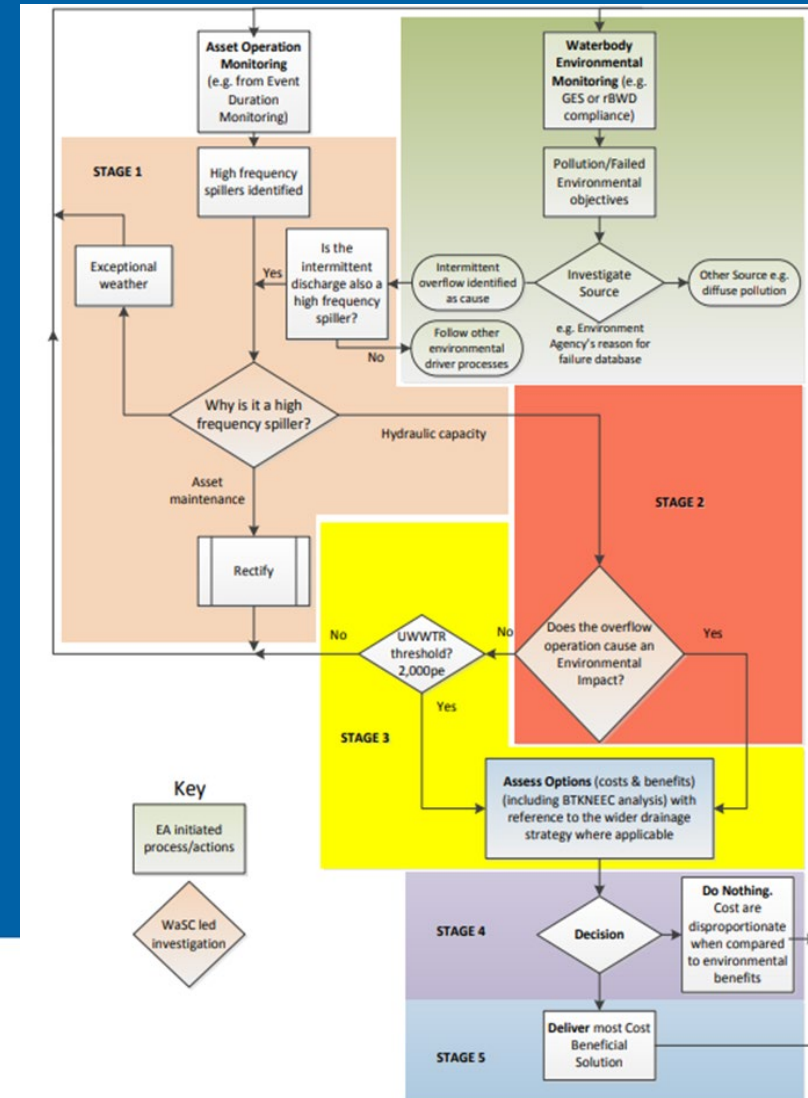 Asset Operation
Monitoring
(e.g. from Event
Duration
Monitoring)
Waterbody
Environmental
Monitoring (e.g.
GES or rBWD
compliance)
STAGE 1
High frequency
spillers identified
Pollution/Failed
Environmental
objectives
Exceptional
weather
Yes
Is the
intermittent
discharge also a
high frequency
spiller?
Intermittent
overflow identified
as cause
Investigate
Source
Other Source e.g.
diffuse pollution
No
Follow other
environmental
driver processes
e.g. Environment
Agency's reason for
failure database
Why is it a high
frequency spiller?
Hydraulic capacity
Asset
maintenance
STAGE 2
Rectify
No
UWWTR
threshold?
2,000pe
No
Does the overflow
operation cause an
Environmental
Impact?
Yes
Yes
STAGE 3
Assess Options (costs & benefits)
(including BTKNEEC analysis) with
reference to the wider drainage
strategy where applicable
Key
EA initiated
process/actions
WaSC led
investigation
STAGE 4
Decision
Do Nothing.
Cost are
disproportionate
when compared
to environmental
benefits
STAGE 5
Deliver most Cost
Beneficial
Solution